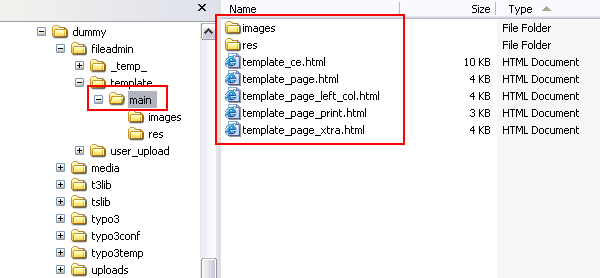 dummy
fileadmin
_temp_
template
main
images
res
user_upload
media
t3lib
tslib
typo3
typo3conf
typo3temp
uploads
Name Size Type
images File Folder
res File Folder
template_ce.html 10 KB HTML Document
template_page.html 4 KB HTML Document
template_page_left_col.html 4 KB HTML Document
template_page_print.html 3 KB HTML Document
template_page_xtra.html 4 KB HTML Document